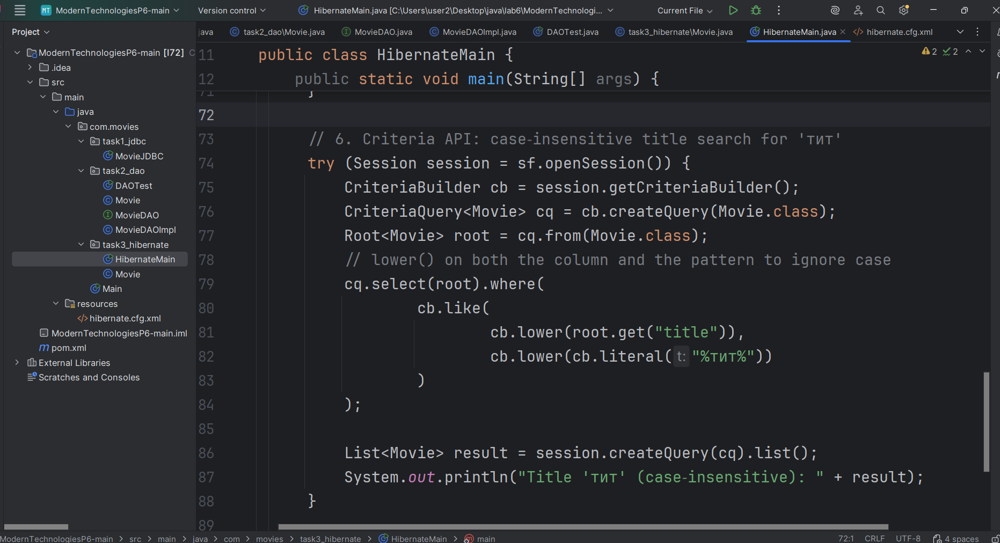 MT ModernTechnologiesP6-main Version control HibernateMain.java [C:\Users\user2\Desktop\java\lab6\ModernTechnologi... Current File
Project
java task2_dao\Movie.java MovieDAO.java MovieDAOImpl.java DAOTest.java task3_hibernate\Movie.java HibernateMain.java hibernate.cfg.xml
ModernTechnologiesP6-main [l72] C
.idea
src
main
java
com.movies
task1_jdbc
MovieJDBC
task2_dao
DAOTest
Movie
MovieDAO
MovieDAOImpl
task3_hibernate
HibernateMain
Movie
Main
resources
hibernate.cfg.xml
ModernTechnologiesP6-main.iml
pom.xml
External Libraries
Scratches and Consoles
2 2
11 public class HibernateMain {
12 public static void main(String[] args) {
71 }
72
73 // 6. Criteria API: case-insensitive title search for 'тит'
74 try (Session session = sf.openSession()) {
75 CriteriaBuilder cb = session.getCriteriaBuilder();
76 CriteriaQuery<Movie> cq = cb.createQuery(Movie.class);
77 Root<Movie> root = cq.from(Movie.class);
78 // lower() on both the column and the pattern to ignore case
79 cq.select(root).where(
80 cb.like(
81 cb.lower(root.get("title")),
82 cb.lower(cb.literal( t: "%тит%"))
83 )
84 );
85
86 List<Movie> result = session.createQuery(cq).list();
87 System.out.println("Title 'тит' (case-insensitive): " + result);
88 }
89
ModernTechnologiesP6-main > src > main > java > com > movies > task3_hibernate > HibernateMain > main 72:1 CRLF UTF-8 4 spaces